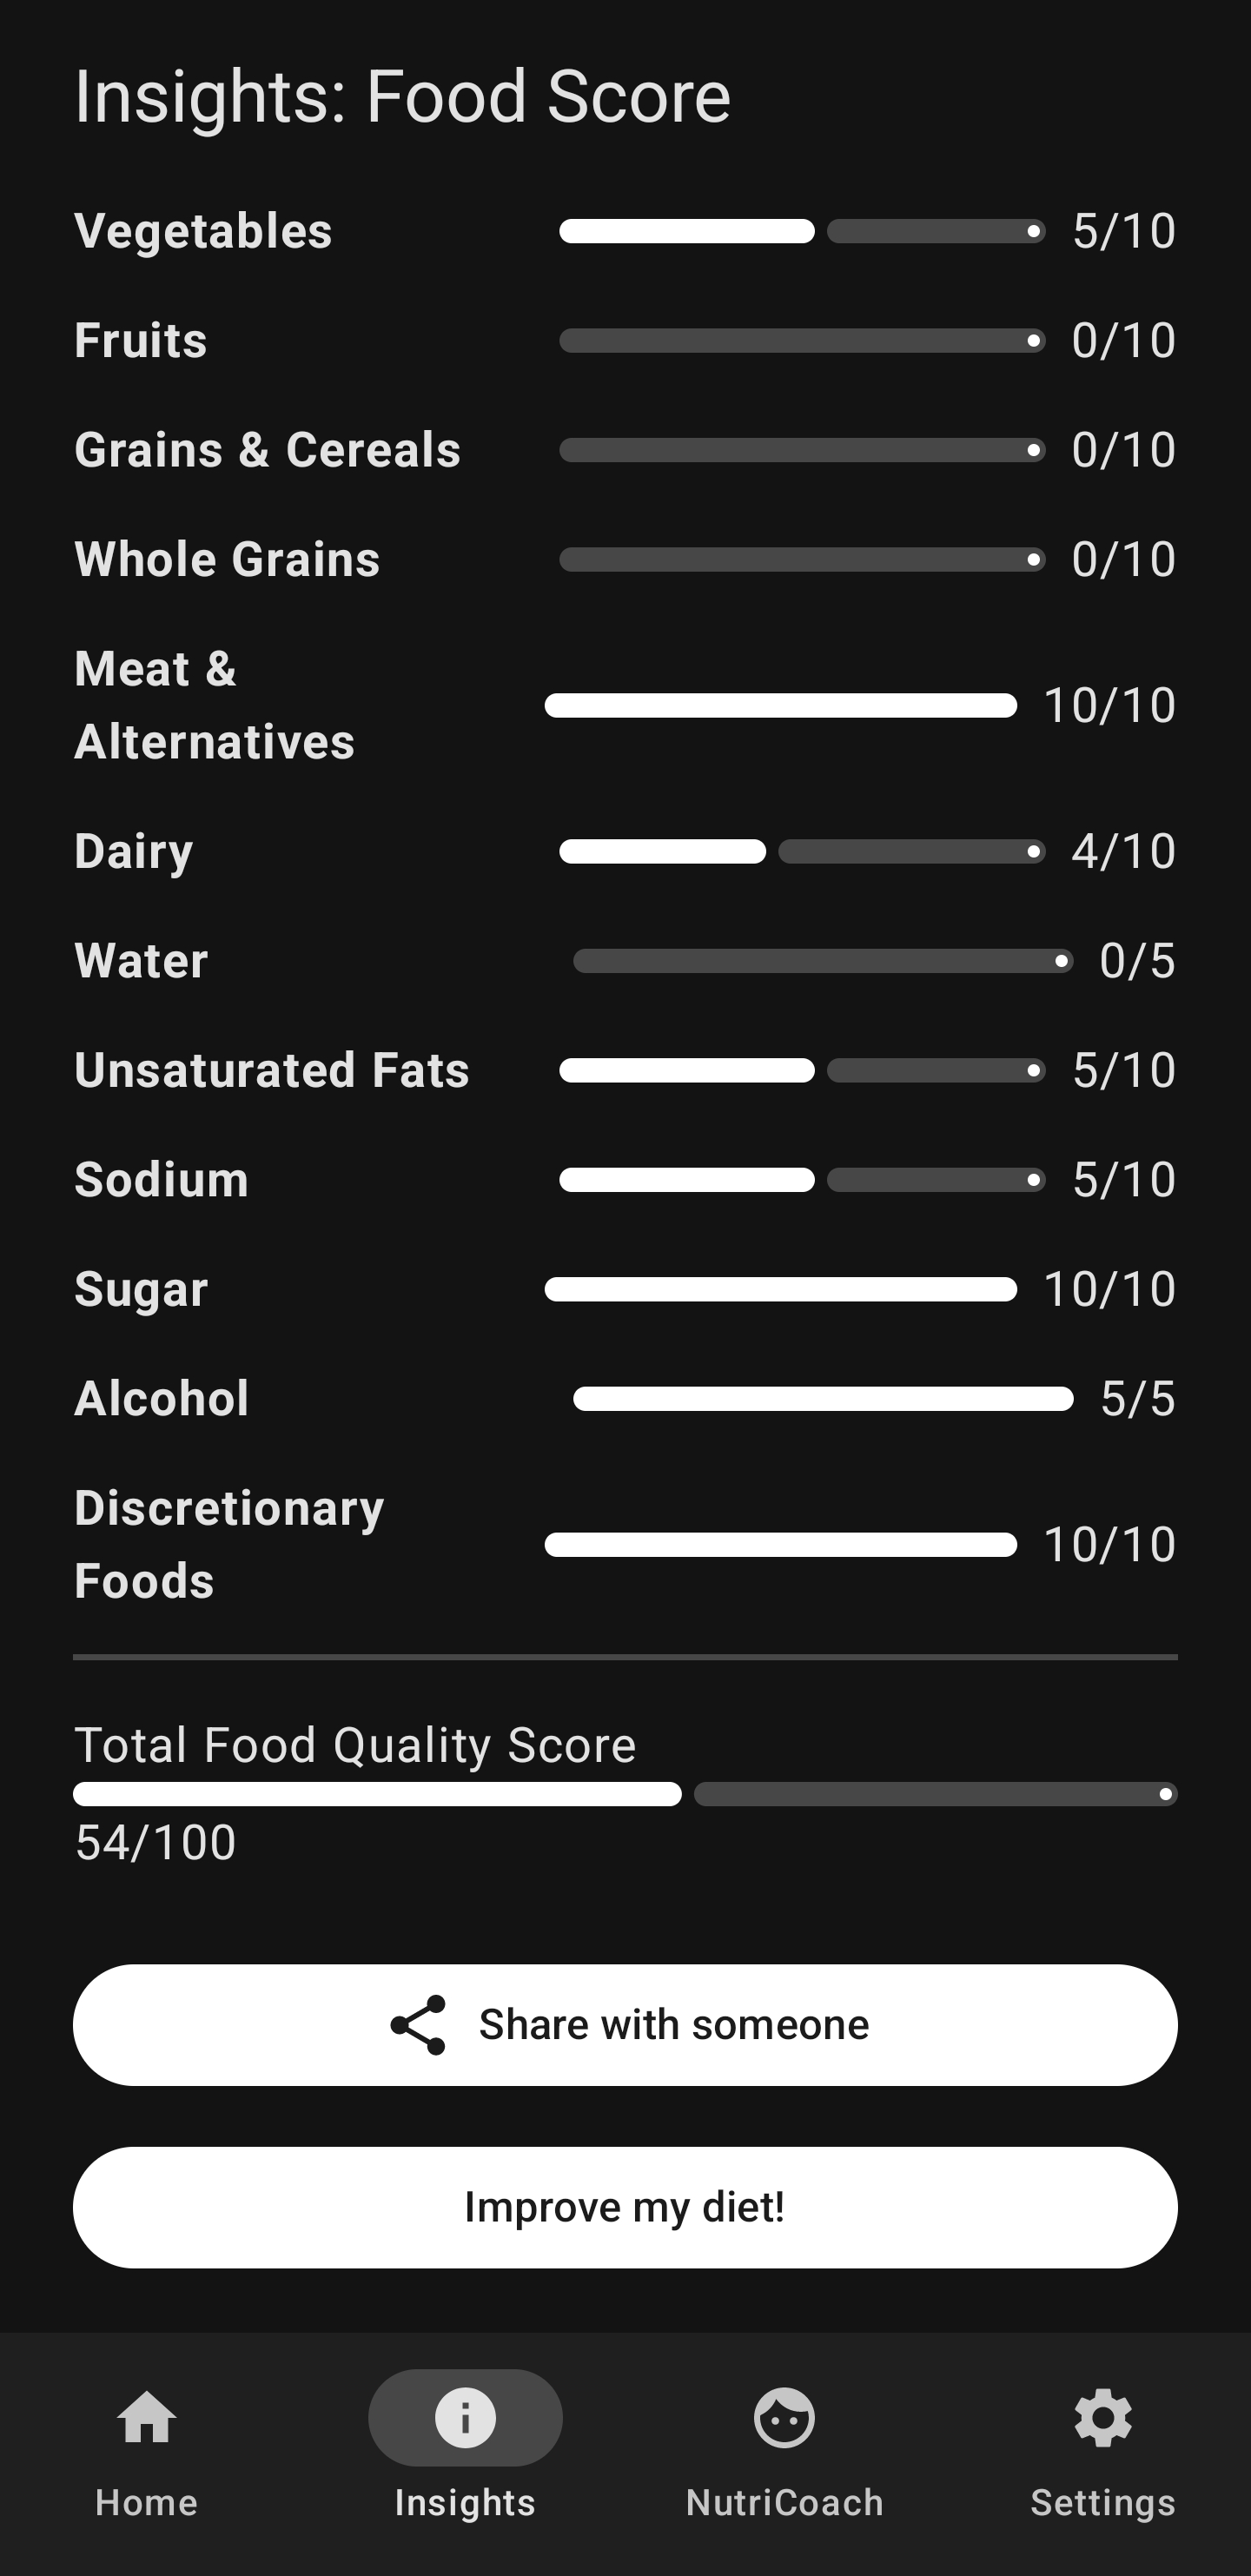 Insights: Food Score
Vegetables 5/10
Fruits 0/10
Grains & Cereals 0/10
Whole Grains 0/10
Meat &
Alternatives 10/10
Dairy 4/10
Water 0/5
Unsaturated Fats 5/10
Sodium 5/10
Sugar 10/10
Alcohol 5/5
Discretionary
Foods 10/10
Total Food Quality Score
54/100
Share with someone
Improve my diet!
Home Insights NutriCoach Settings